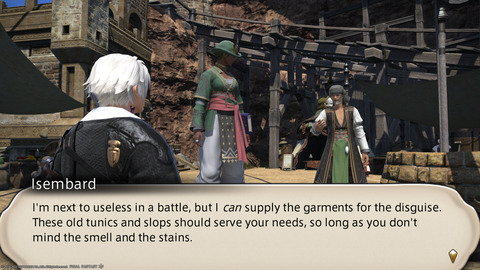 Isembard
I'm next to useless in a battle, but I can supply the garments for the disguise.
These old tunics and slops should serve your needs, so long as you don't
mind the smell and the stains.